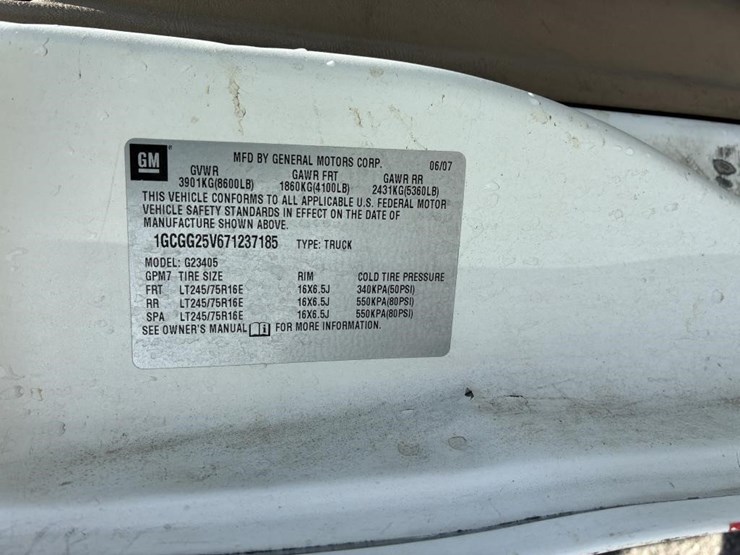 GM
MFD BY GENERAL MOTORS CORP. 06/07
GVWR GAWR FRT GAWR RR
3901KG(8600LB) 1860KG(4100LB) 2431KG(5360LB)
THIS VEHICLE CONFORMS TO ALL APPLICABLE U.S. FEDERAL MOTOR
VEHICLE SAFETY STANDARDS IN EFFECT ON THE DATE OF
MANUFACTURE SHOWN ABOVE.
1GCGG25V671237185 TYPE: TRUCK
MODEL: G23405
GPM7 TIRE SIZE RIM COLD TIRE PRESSURE
FRT LT245/75R16E 16X6.5J 340KPA(50PSI)
RR LT245/75R16E 16X6.5J 550KPA(80PSI)
SPA LT245/75R16E 16X6.5J 550KPA(80PSI)
SEE OWNER'S MANUAL i FOR MORE INFORMATION.